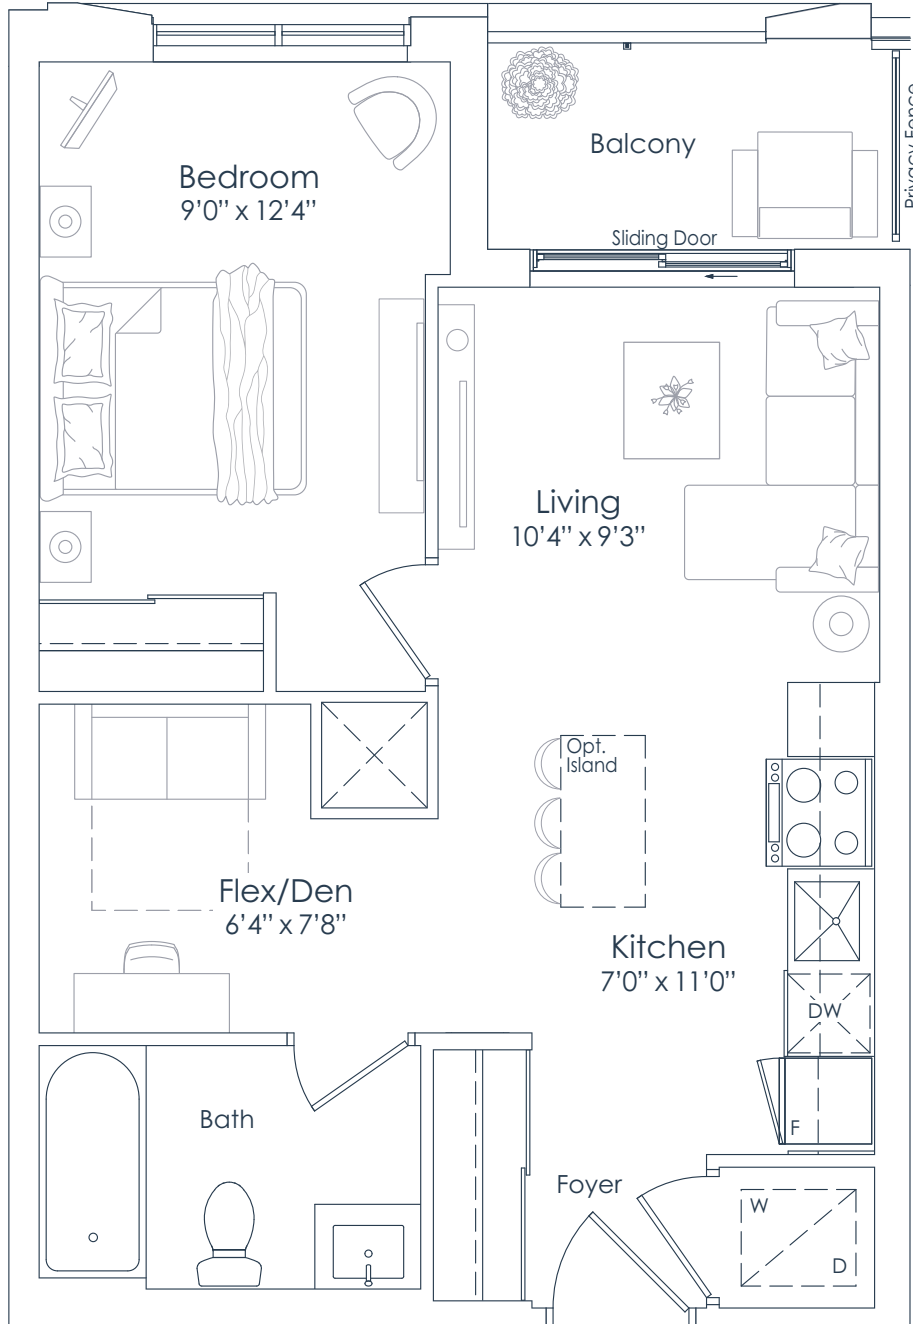 Privacy Fence
Balcony
Bedroom
9’0” x 12’4”
Sliding Door
Living
10’4” x 9’3”
Opt.
Island
Flex/Den
6’4” x 7’8”
Kitchen
7’0” x 11’0”
DW
Bath
F
Foyer
W
D